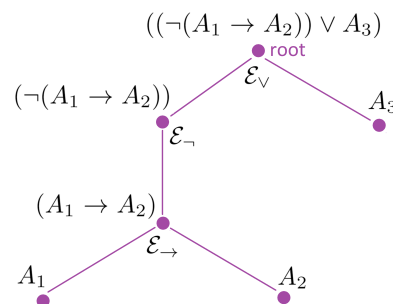 ((¬(A₁ → A₂)) ∨ A₃)
root
ℰ∨
(¬(A₁ → A₂))
ℰ¬
A₃
(A₁ → A₂)
ℰ→
A₁
A₂